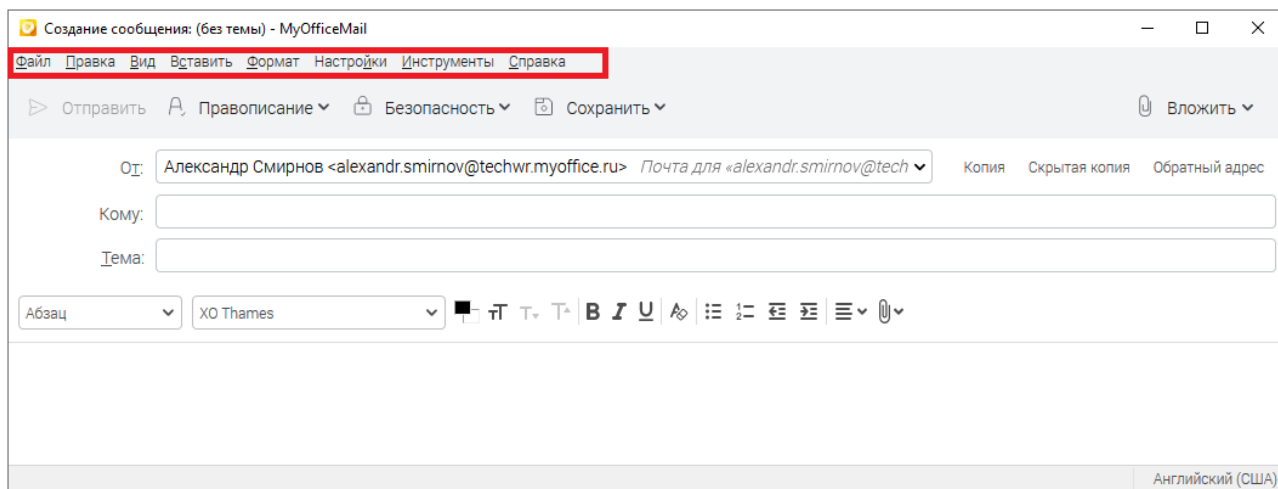 Создание сообщения: (без темы) - MyOfficeMail
Файл Правка Вид Вставить Формат Настройки Инструменты Справка
Отправить Правописание Безопасность Сохранить Вложить
От: Александр Смирнов <alexandr.smirnov@techwr.myoffice.ru> Почта для «alexandr.smirnov@tech Копия Скрытая копия Обратный адрес
Кому:
Тема:
Абзац XO Thames B I U
Английский (США)